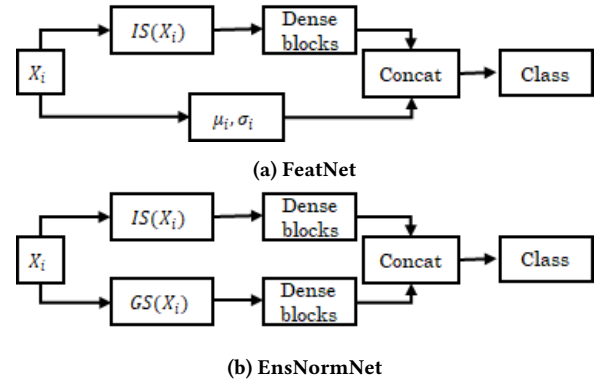 X_i
IS(X_i)
Dense
blocks
Concat
Class
μ_i, σ_i
(a) FeatNet
X_i
IS(X_i)
Dense
blocks
Concat
Class
GS(X_i)
Dense
blocks
(b) EnsNormNet